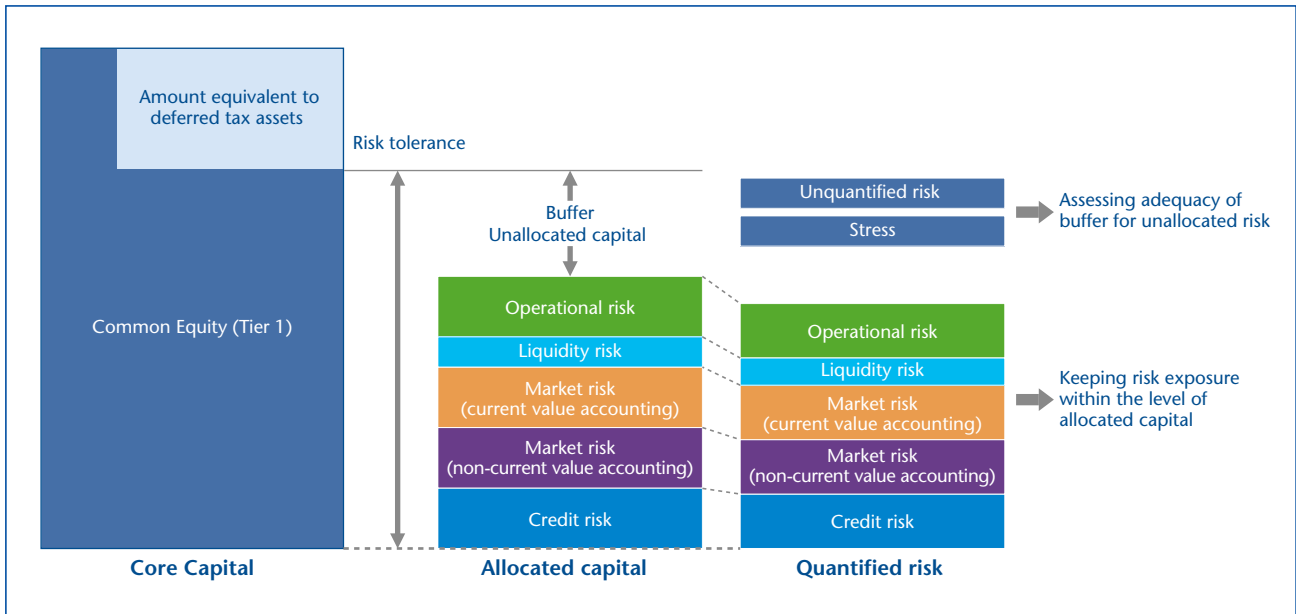 Amount equivalent to
deferred tax assets
Common Equity (Tier 1)
Core Capital
Risk tolerance
Buffer
Unallocated capital
Operational risk
Liquidity risk
Market risk
(current value accounting)
Market risk
(non-current value accounting)
Credit risk
Allocated capital
Unquantified risk
Stress
Operational risk
Liquidity risk
Market risk
(current value accounting)
Market risk
(non-current value accounting)
Credit risk
Quantified risk
Assessing adequacy of
buffer for unallocated risk
Keeping risk exposure
within the level of
allocated capital